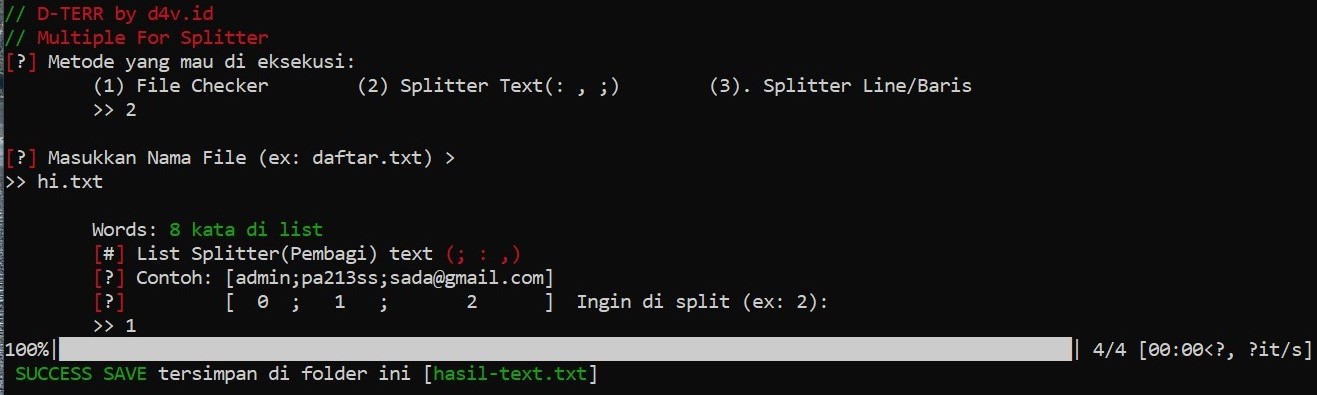 // D-TERR by d4v.id
// Multiple For Splitter
[?] Metode yang mau di eksekusi:
(1) File Checker (2) Splitter Text(: , ;) (3). Splitter Line/Baris
>> 2
[?] Masukkan Nama File (ex: daftar.txt) >
>> hi.txt
Words: 8 kata di list
[#] List Splitter(Pembagi) text (; : ,)
[?] Contoh: [admin;pa213ss;sada@gmail.com]
[?] [ 0 ; 1 ; 2 ] Ingin di split (ex: 2):
>> 1
100%| | 4/4 [00:00<?, ?it/s]
SUCCESS SAVE tersimpan di folder ini [hasil-text.txt]